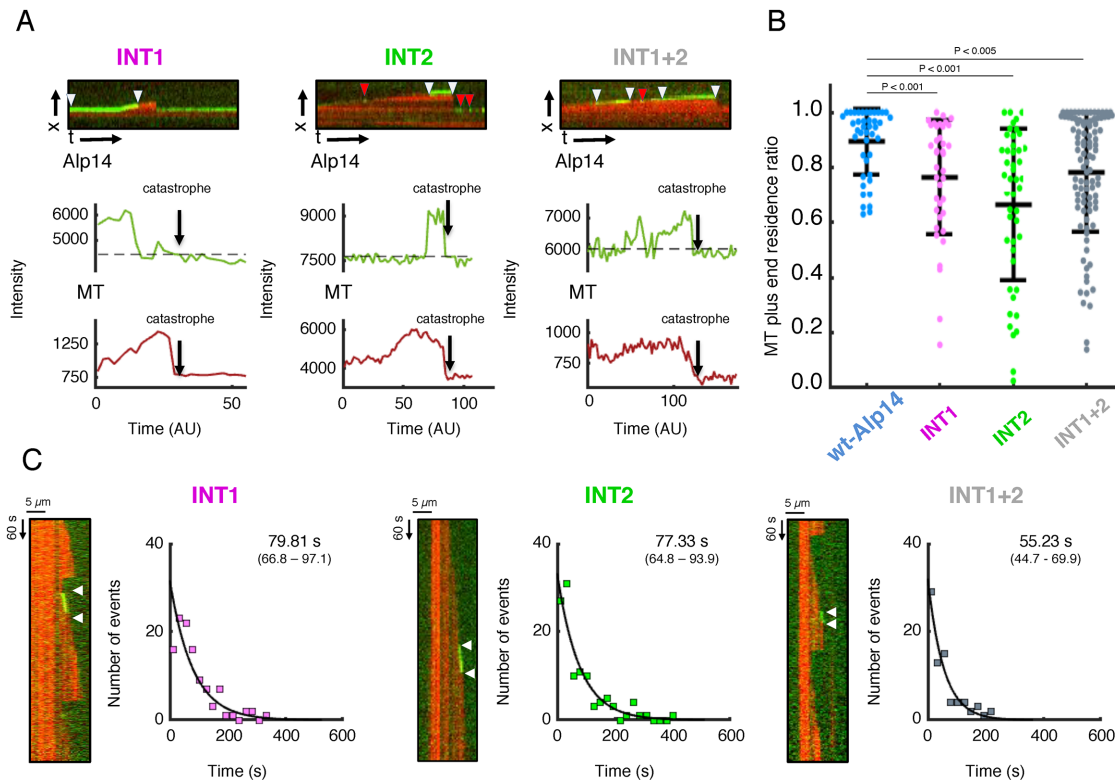 A
INT1
INT2
INT1+2
x
t
Alp14
x
t
Alp14
x
t
Alp14
catastrophe
6000
5000
catastrophe
9000
7500
catastrophe
7000
6000
Intensity
Intensity
Intensity
MT
MT
MT
catastrophe
1250
750
0
50
Time (AU)
catastrophe
6000
4000
0
50
100
Time (AU)
catastrophe
1000
750
0
100
Time (AU)
B
P < 0.005
P < 0.001
P < 0.001
MT plus end residence ratio
1.0
0.8
0.6
0.4
0.2
0.0
wt-Alp14
INT1
INT2
INT1+2
C
5 µm
60 s
INT1
79.81 s
(66.8 – 97.1)
Number of events
40
20
0
0
200
400
600
Time (s)
5 µm
60 s
INT2
77.33 s
(64.8 – 93.9)
Number of events
40
20
0
0
200
400
600
Time (s)
5 µm
60 s
INT1+2
55.23 s
(44.7 - 69.9)
Number of events
40
20
0
0
200
400
600
Time (s)